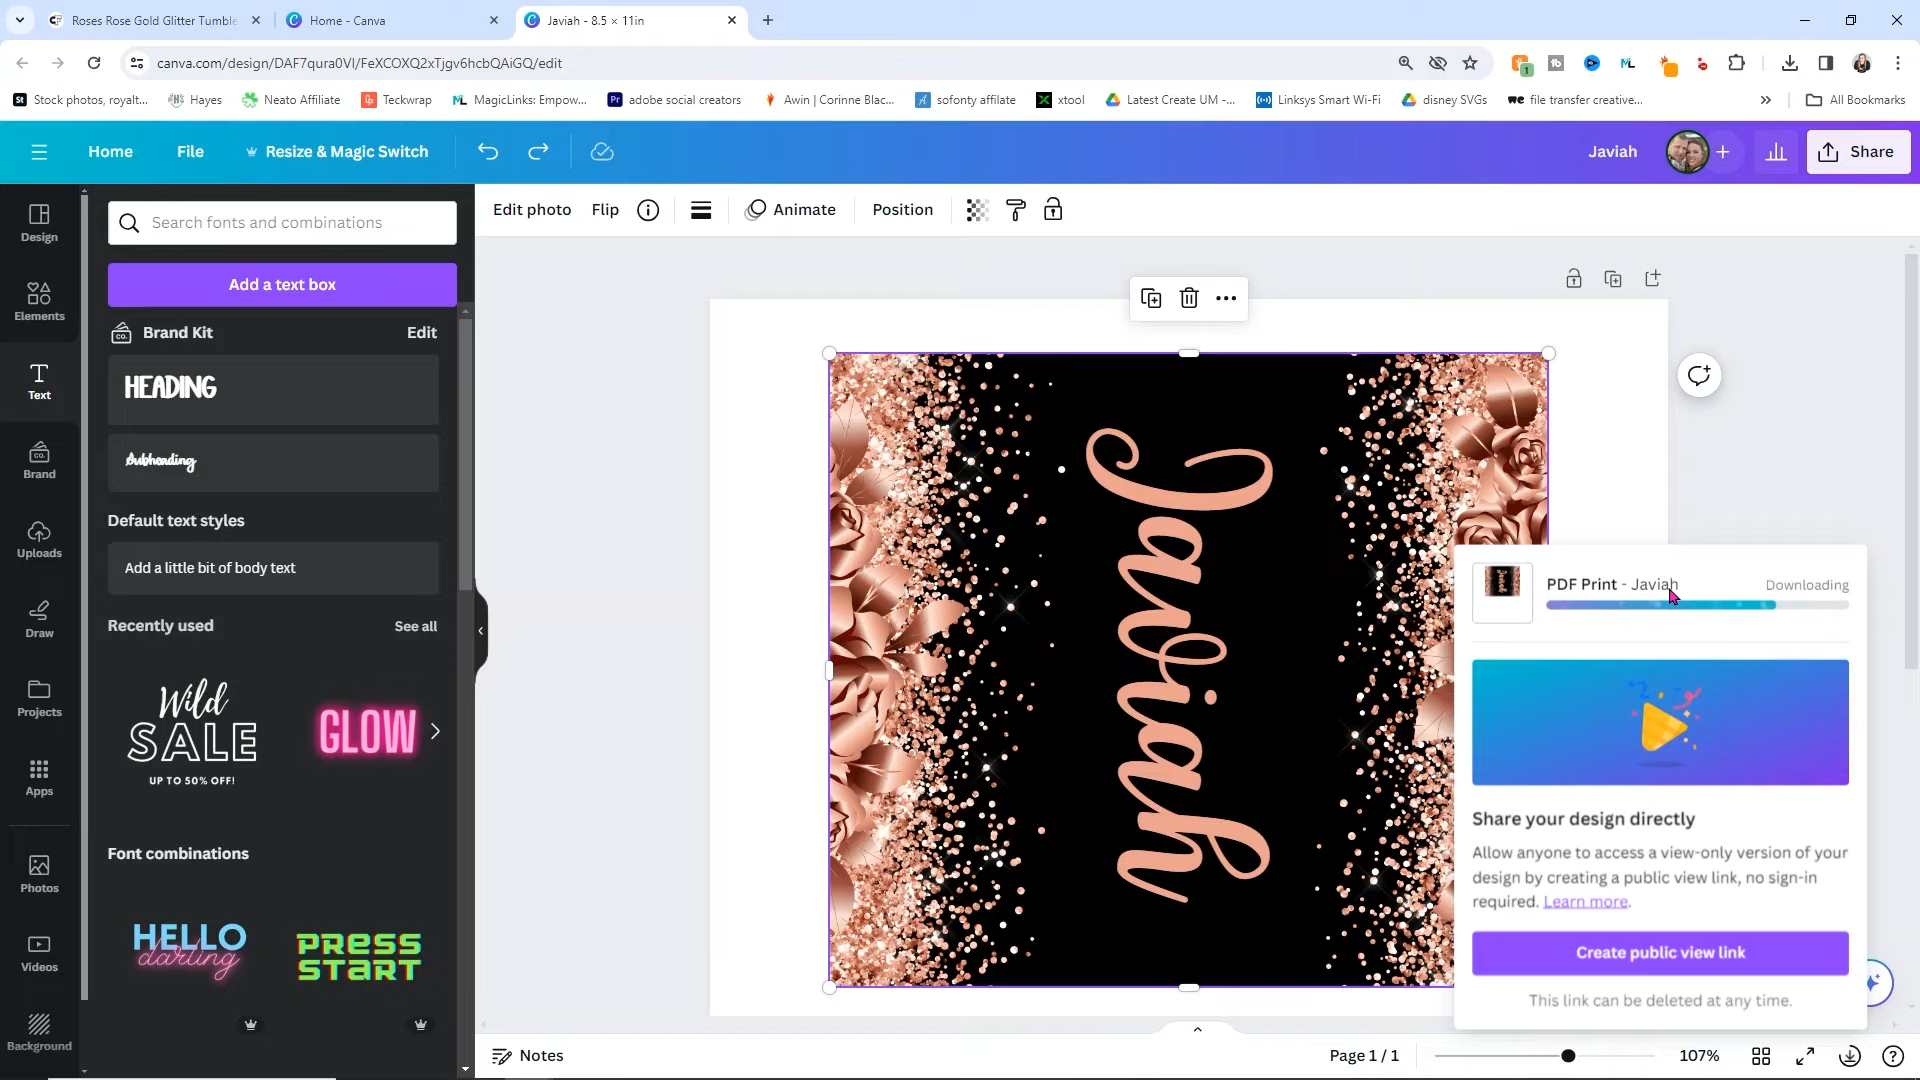 Roses Rose Gold Glitter Tumble
Home - Canva
Javiah - 8.5 × 11in
canva.com/design/DAF7qura0VI/FeXCOXQ2xTjgv6hcbQAiGQ/edit
Stock photos, royalt...
Hayes
Neato Affiliate
Teckwrap
MagicLinks: Empow...
adobe social creators
Awin | Corinne Blac...
sofonty affilate
xtool
Latest Create UM -...
Linksys Smart Wi-Fi
disney SVGs
file transfer creative...
All Bookmarks
Home
File
Resize & Magic Switch
Javiah
Share
Design
Elements
Text
Brand
Uploads
Draw
Projects
Apps
Photos
Videos
Background
Search fonts and combinations
Add a text box
Brand Kit
Edit
HEADING
Subheading
Default text styles
Add a little bit of body text
Recently used
See all
Wild
SALE
UP TO 50% OFF!
GLOW
Font combinations
HELLO
darling
PRESS
START
Edit photo
Flip
Animate
Position
Javiah
PDF Print - Javiah
Downloading
Share your design directly
Allow anyone to access a view-only version of your
design by creating a public view link, no sign-in
required. Learn more.
Create public view link
This link can be deleted at any time.
Notes
Page 1 / 1
107%